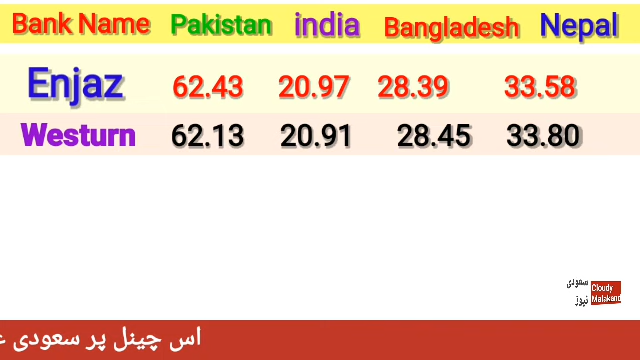 Bank Name Pakistan india Bangladesh Nepal
Enjaz 62.43 20.97 28.39 33.58
Westurn 62.13 20.91 28.45 33.80
سعودی
نیوز
Cloudy
Malakand
اس چینل پر سعودی